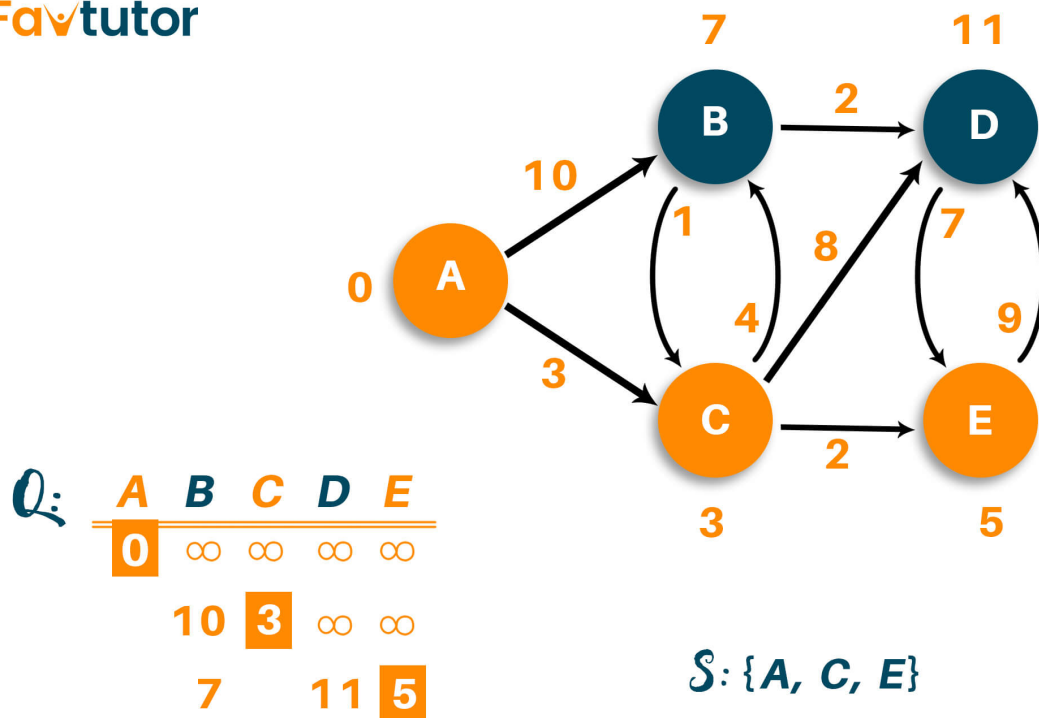 Favtutor
7 11
B 2 D
10
1 7
8
0 A
4 9
3
C E
2
3 5
Q: A B C D E
0 ∞ ∞ ∞ ∞
10 3 ∞ ∞
7 11 5
S: {A, C, E}